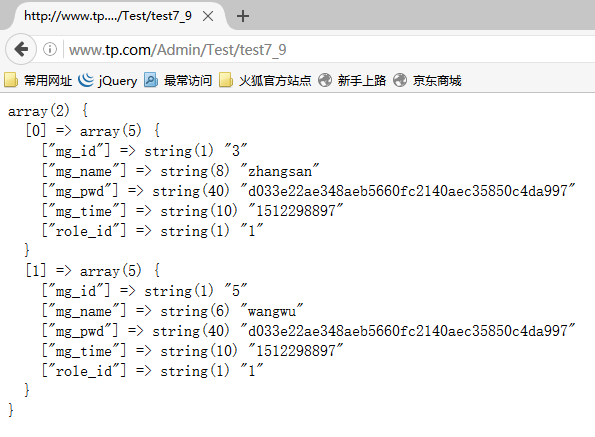 http://www.tp..../Test/test7_9
www.tp.com/Admin/Test/test7_9
常用网址 jQuery 最常访问 火狐官方站点 新手上路 京东商城
array(2) {
  [0] => array(5) {
    ["mg_id"] => string(1) "3"
    ["mg_name"] => string(8) "zhangsan"
    ["mg_pwd"] => string(40) "d033e22ae348aeb5660fc2140aec35850c4da997"
    ["mg_time"] => string(10) "1512298897"
    ["role_id"] => string(1) "1"
  }
  [1] => array(5) {
    ["mg_id"] => string(1) "5"
    ["mg_name"] => string(6) "wangwu"
    ["mg_pwd"] => string(40) "d033e22ae348aeb5660fc2140aec35850c4da997"
    ["mg_time"] => string(10) "1512298897"
    ["role_id"] => string(1) "1"
  }
}